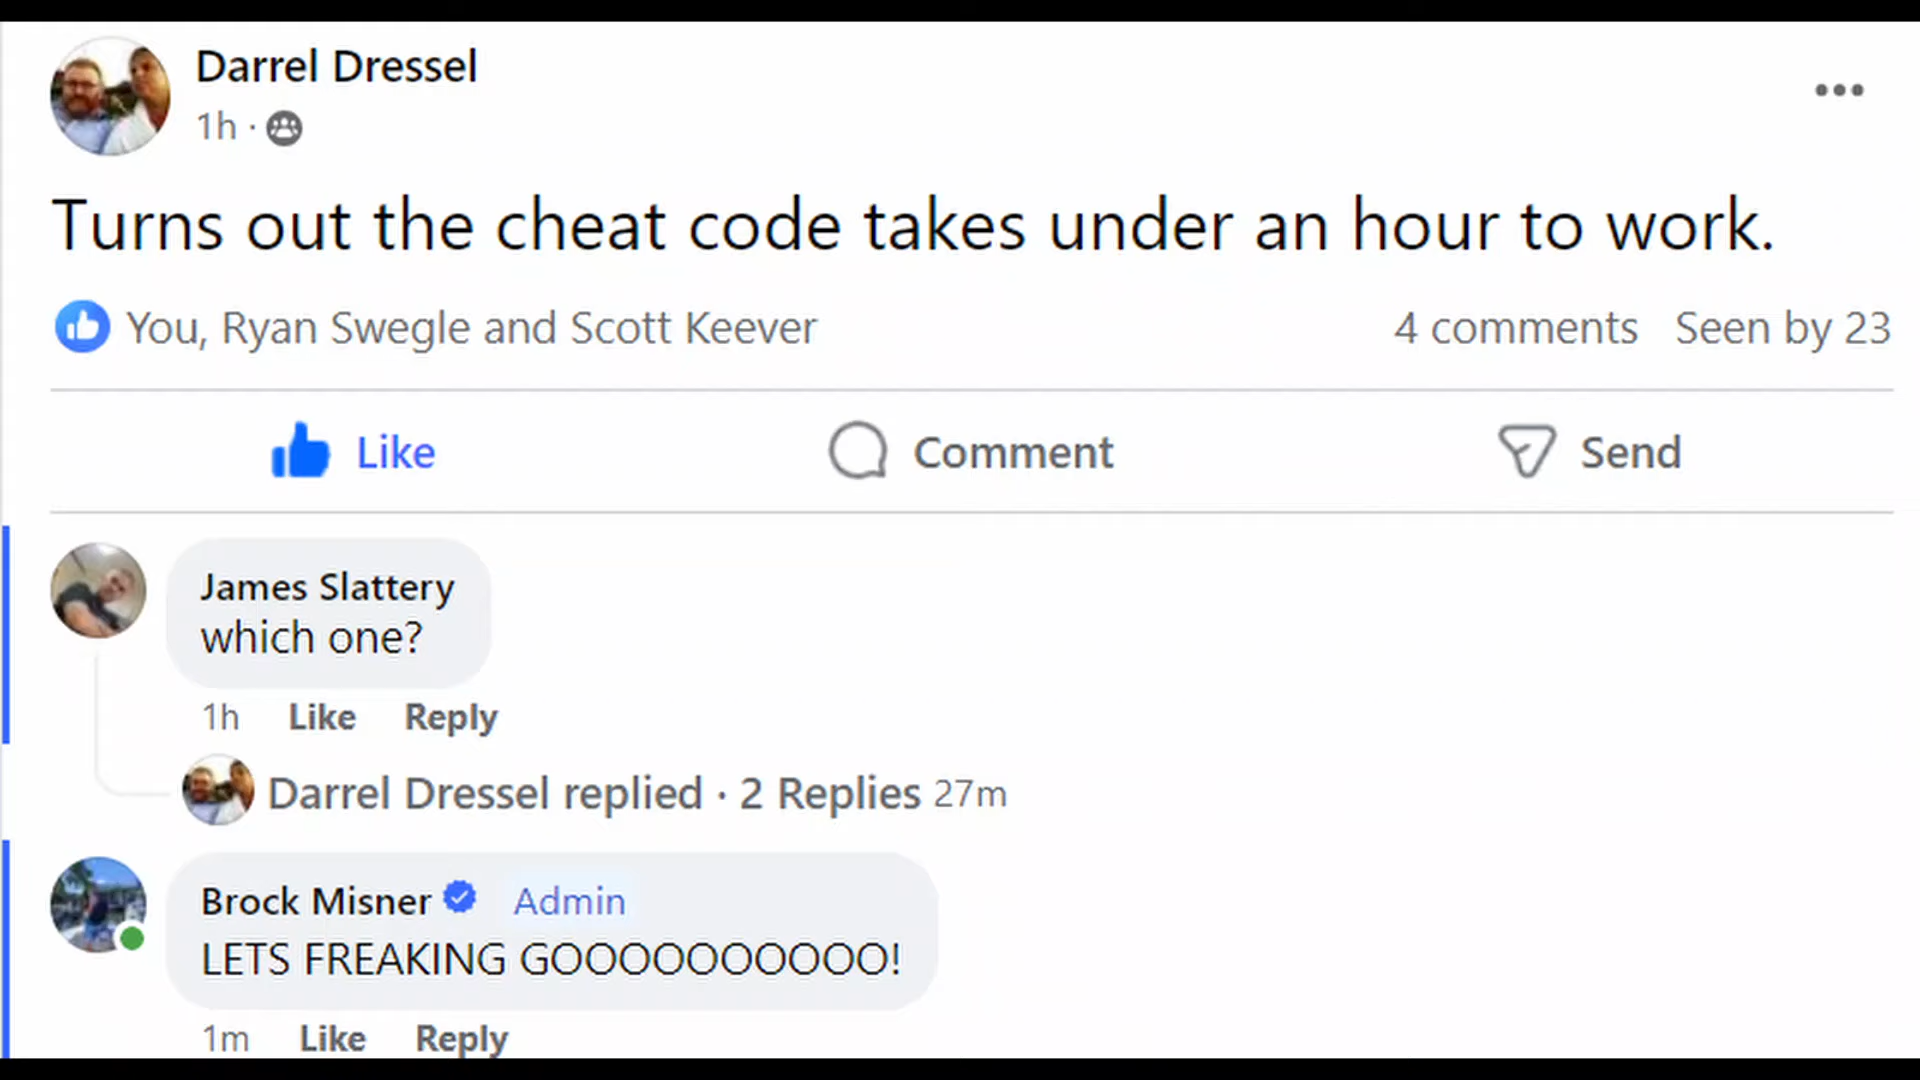 Darrel Dressel
1h ·
Turns out the cheat code takes under an hour to work.
You, Ryan Swegle and Scott Keever 4 comments Seen by 23
Like Comment Send
James Slattery
which one?
1h Like Reply
Darrel Dressel replied · 2 Replies 27m
Brock Misner Admin
LETS FREAKING GOOOOOOOOOO!
1m Like Reply